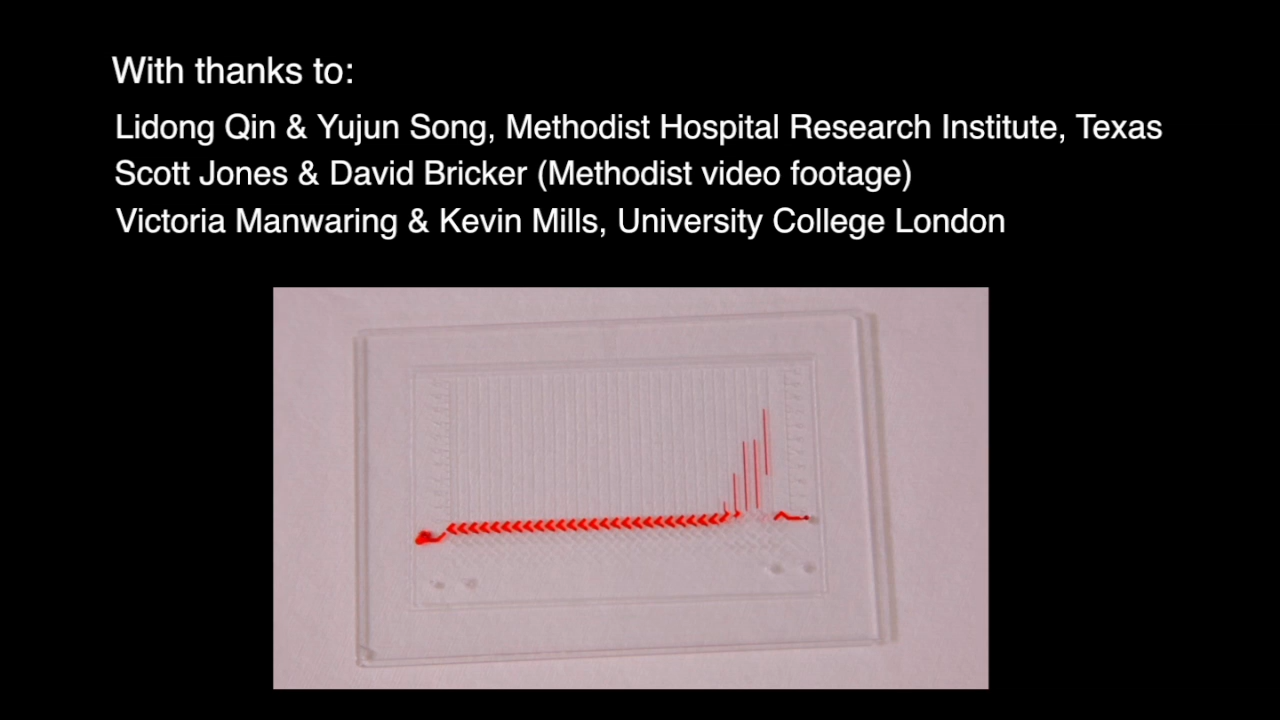 With thanks to:
Lidong Qin & Yujun Song, Methodist Hospital Research Institute, Texas
Scott Jones & David Bricker (Methodist video footage)
Victoria Manwaring & Kevin Mills, University College London